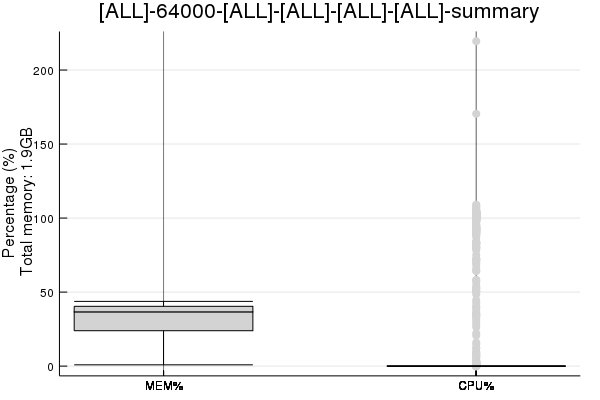 [ALL]-64000-[ALL]-[ALL]-[ALL]-[ALL]-summary
Percentage (%)
Total memory: 1.9GB
200
150
100
50
0
MEM%
CPU%